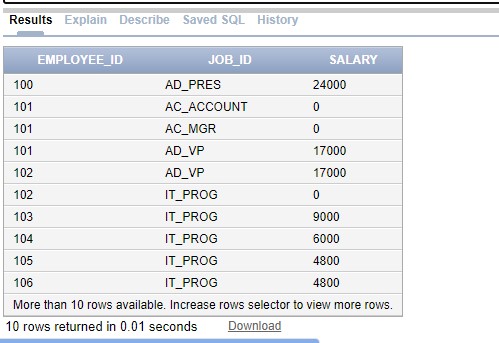 Results Explain Describe Saved SQL History
EMPLOYEE_ID JOB_ID SALARY
100 AD_PRES 24000
101 AC_ACCOUNT 0
101 AC_MGR 0
101 AD_VP 17000
102 AD_VP 17000
102 IT_PROG 0
103 IT_PROG 9000
104 IT_PROG 6000
105 IT_PROG 4800
106 IT_PROG 4800
More than 10 rows available. Increase rows selector to view more rows.
10 rows returned in 0.01 seconds Download